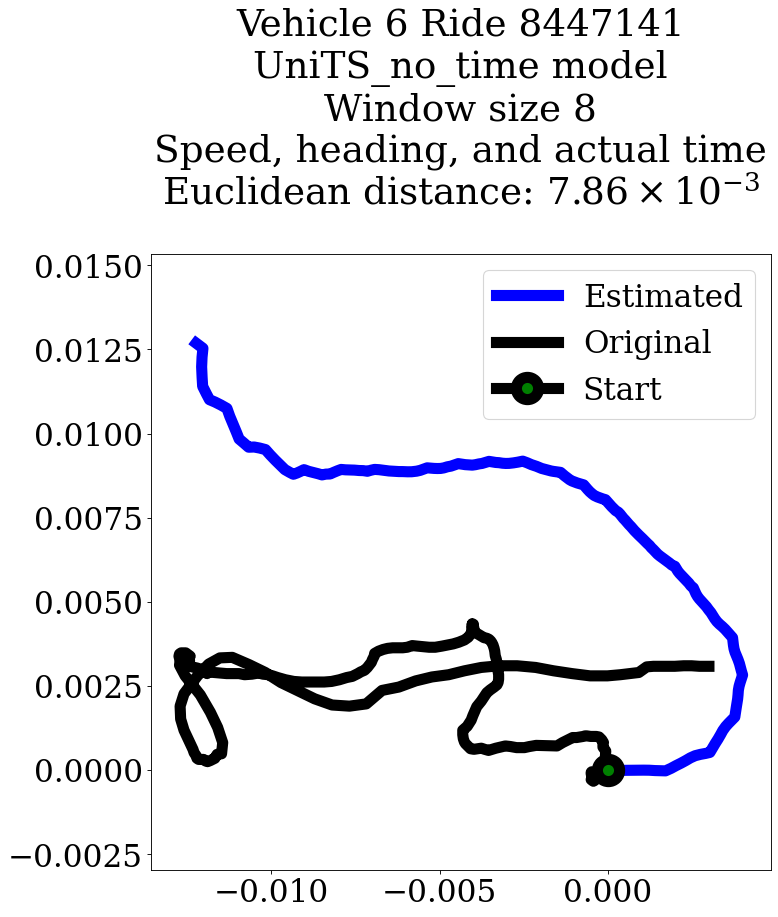 Vehicle 6 Ride 8447141
UniTS_no_time model
Window size 8
Speed, heading, and actual time
Euclidean distance: 7.86 × 10⁻³
Estimated
Original
Start
0.0150
0.0125
0.0100
0.0075
0.0050
0.0025
0.0000
−0.0025
−0.010
−0.005
0.000